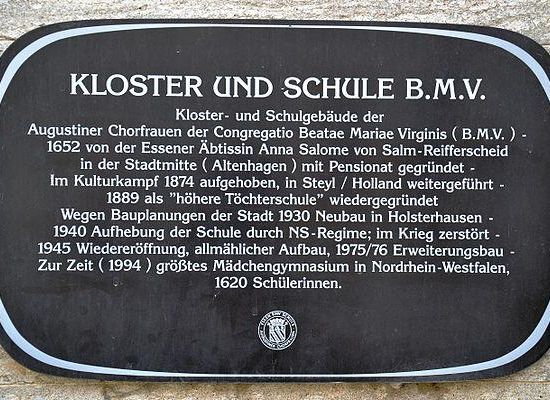 KLOSTER UND SCHULE B.M.V.
Kloster- und Schulgebäude der
Augustiner Chorfrauen der Congregatio Beatae Mariae Virginis ( B.M.V. ) -
1652 von der Essener Äbtissin Anna Salome von Salm-Reifferscheid
in der Stadtmitte ( Altenhagen ) mit Pensionat gegründet -
Im Kulturkampf 1874 aufgehoben, in Steyl / Holland weitergeführt -
1889 als "höhere Töchterschule" wiedergegründet
Wegen Bauplanungen der Stadt 1930 Neubau in Holsterhausen -
1940 Aufhebung der Schule durch NS-Regime; im Krieg zerstört -
1945 Wiedereröffnung, allmählicher Aufbau, 1975/76 Erweiterungsbau -
Zur Zeit ( 1994 ) größtes Mädchengymnasium in Nordrhein-Westfalen,
1620 Schülerinnen.